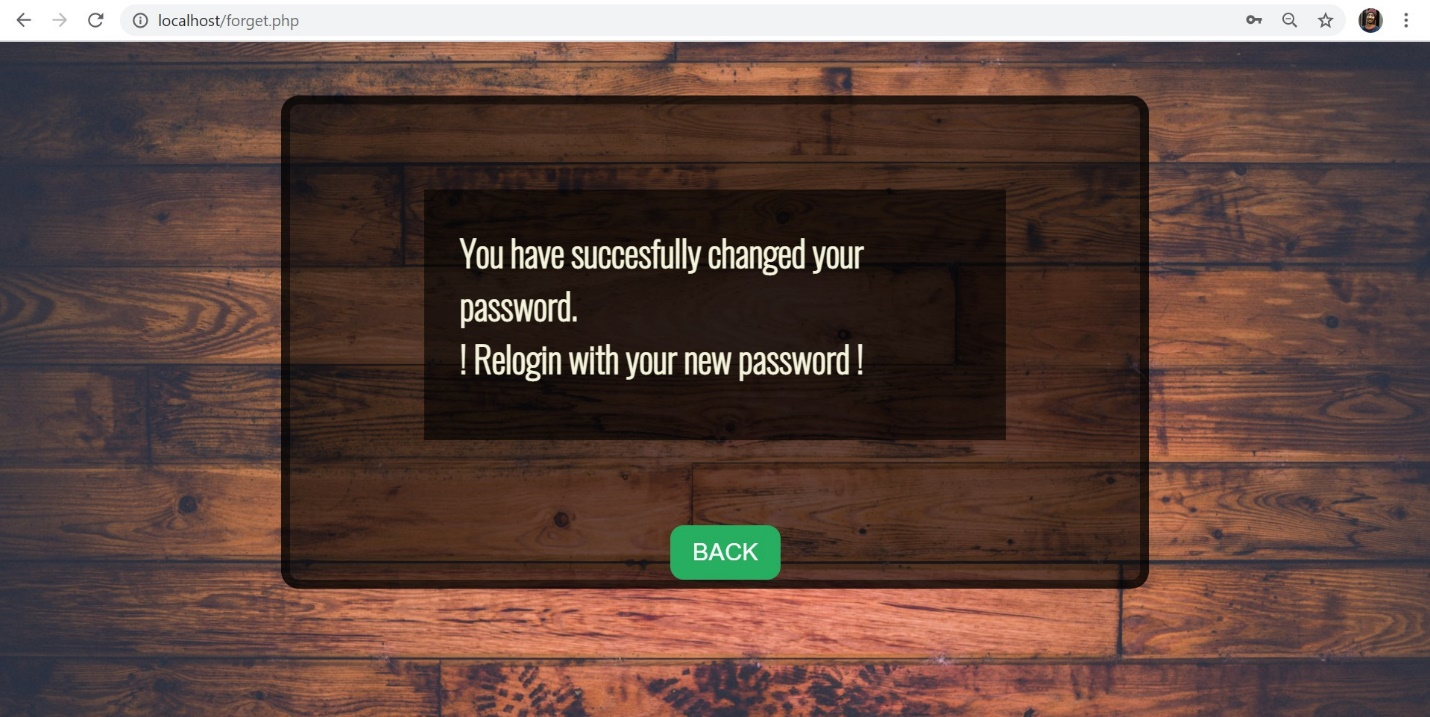 localhost/forget.php
You have succesfully changed your
password.
! Relogin with your new password !
BACK